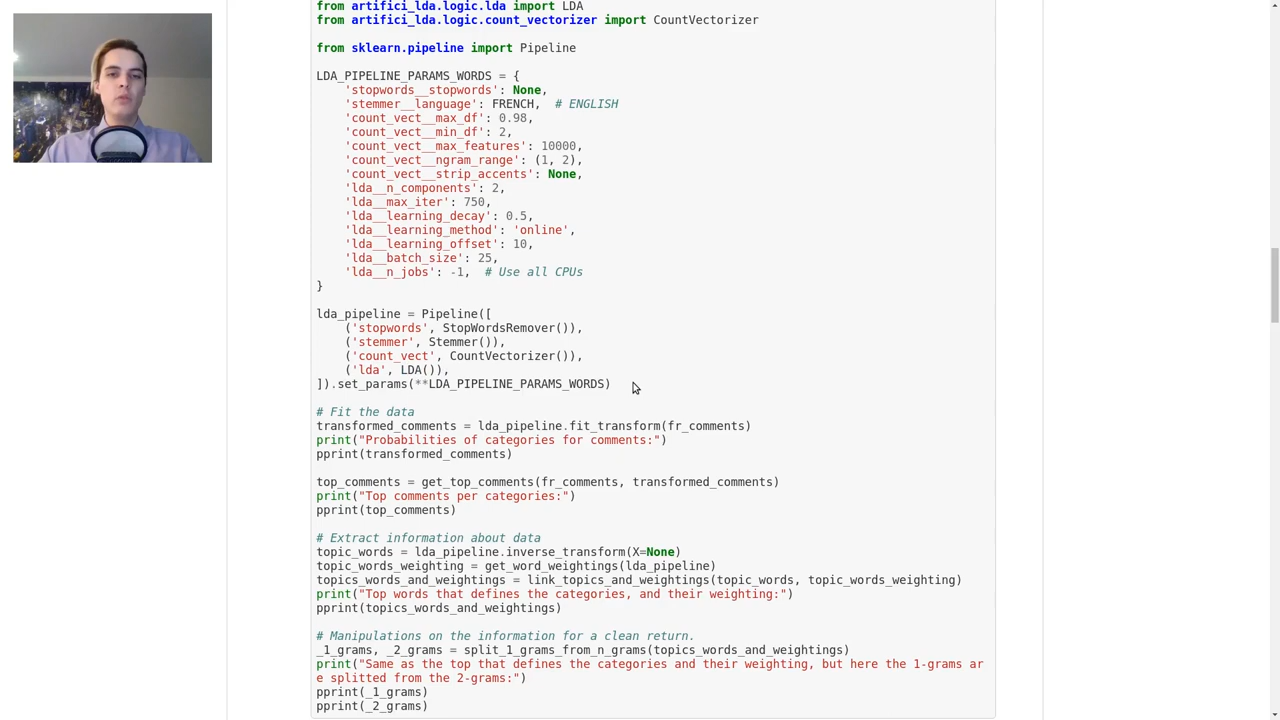 from artifici_lda.logic.lda import LDA
from artifici_lda.logic.count_vectorizer import CountVectorizer
from sklearn.pipeline import Pipeline
LDA_PIPELINE_PARAMS_WORDS = {
'stopwords__stopwords': None,
'stemmer__language': FRENCH,  # ENGLISH
'count_vect__max_df': 0.98,
'count_vect__min_df': 2,
'count_vect__max_features': 10000,
'count_vect__ngram_range': (1, 2),
'count_vect__strip_accents': None,
'lda__n_components': 2,
'lda__max_iter': 750,
'lda__learning_decay': 0.5,
'lda__learning_method': 'online',
'lda__learning_offset': 10,
'lda__batch_size': 25,
'lda__n_jobs': -1,  # Use all CPUs
}
lda_pipeline = Pipeline([
('stopwords', StopWordsRemover()),
('stemmer', Stemmer()),
('count_vect', CountVectorizer()),
('lda', LDA()),
]).set_params(**LDA_PIPELINE_PARAMS_WORDS)
# Fit the data
transformed_comments = lda_pipeline.fit_transform(fr_comments)
print("Probabilities of categories for comments:")
pprint(transformed_comments)
top_comments = get_top_comments(fr_comments, transformed_comments)
print("Top comments per categories:")
pprint(top_comments)
# Extract information about data
topic_words = lda_pipeline.inverse_transform(X=None)
topic_words_weighting = get_word_weightings(lda_pipeline)
topics_words_and_weightings = link_topics_and_weightings(topic_words, topic_words_weighting)
print("Top words that defines the categories, and their weighting:")
pprint(topics_words_and_weightings)
# Manipulations on the information for a clean return.
_1_grams, _2_grams = split_1_grams_from_n_grams(topics_words_and_weightings)
print("Same as the top that defines the categories and their weighting, but here the 1-grams ar
e splitted from the 2-grams:")
pprint(_1_grams)
pprint(_2_grams)